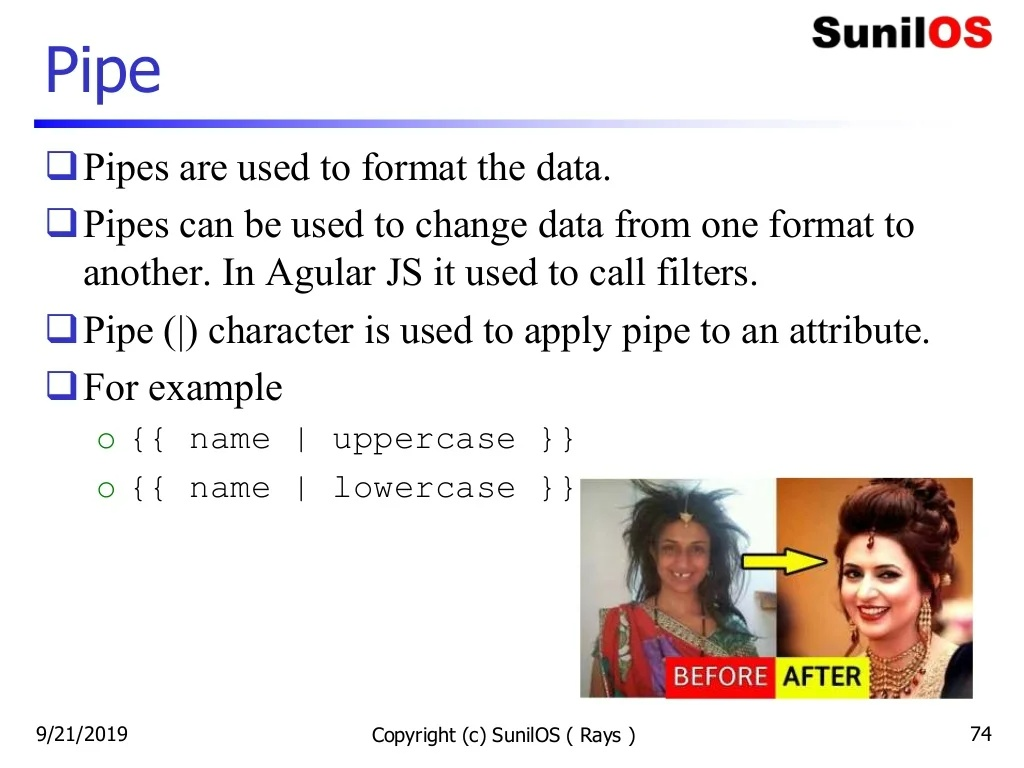 SunilOS
Pipe
Pipes are used to format the data.
Pipes can be used to change data from one format to
another. In Agular JS it used to call filters.
Pipe (|) character is used to apply pipe to an attribute.
For example
{{ name | uppercase }}
{{ name | lowercase }}
BEFORE AFTER
9/21/2019
Copyright (c) SunilOS ( Rays )
74